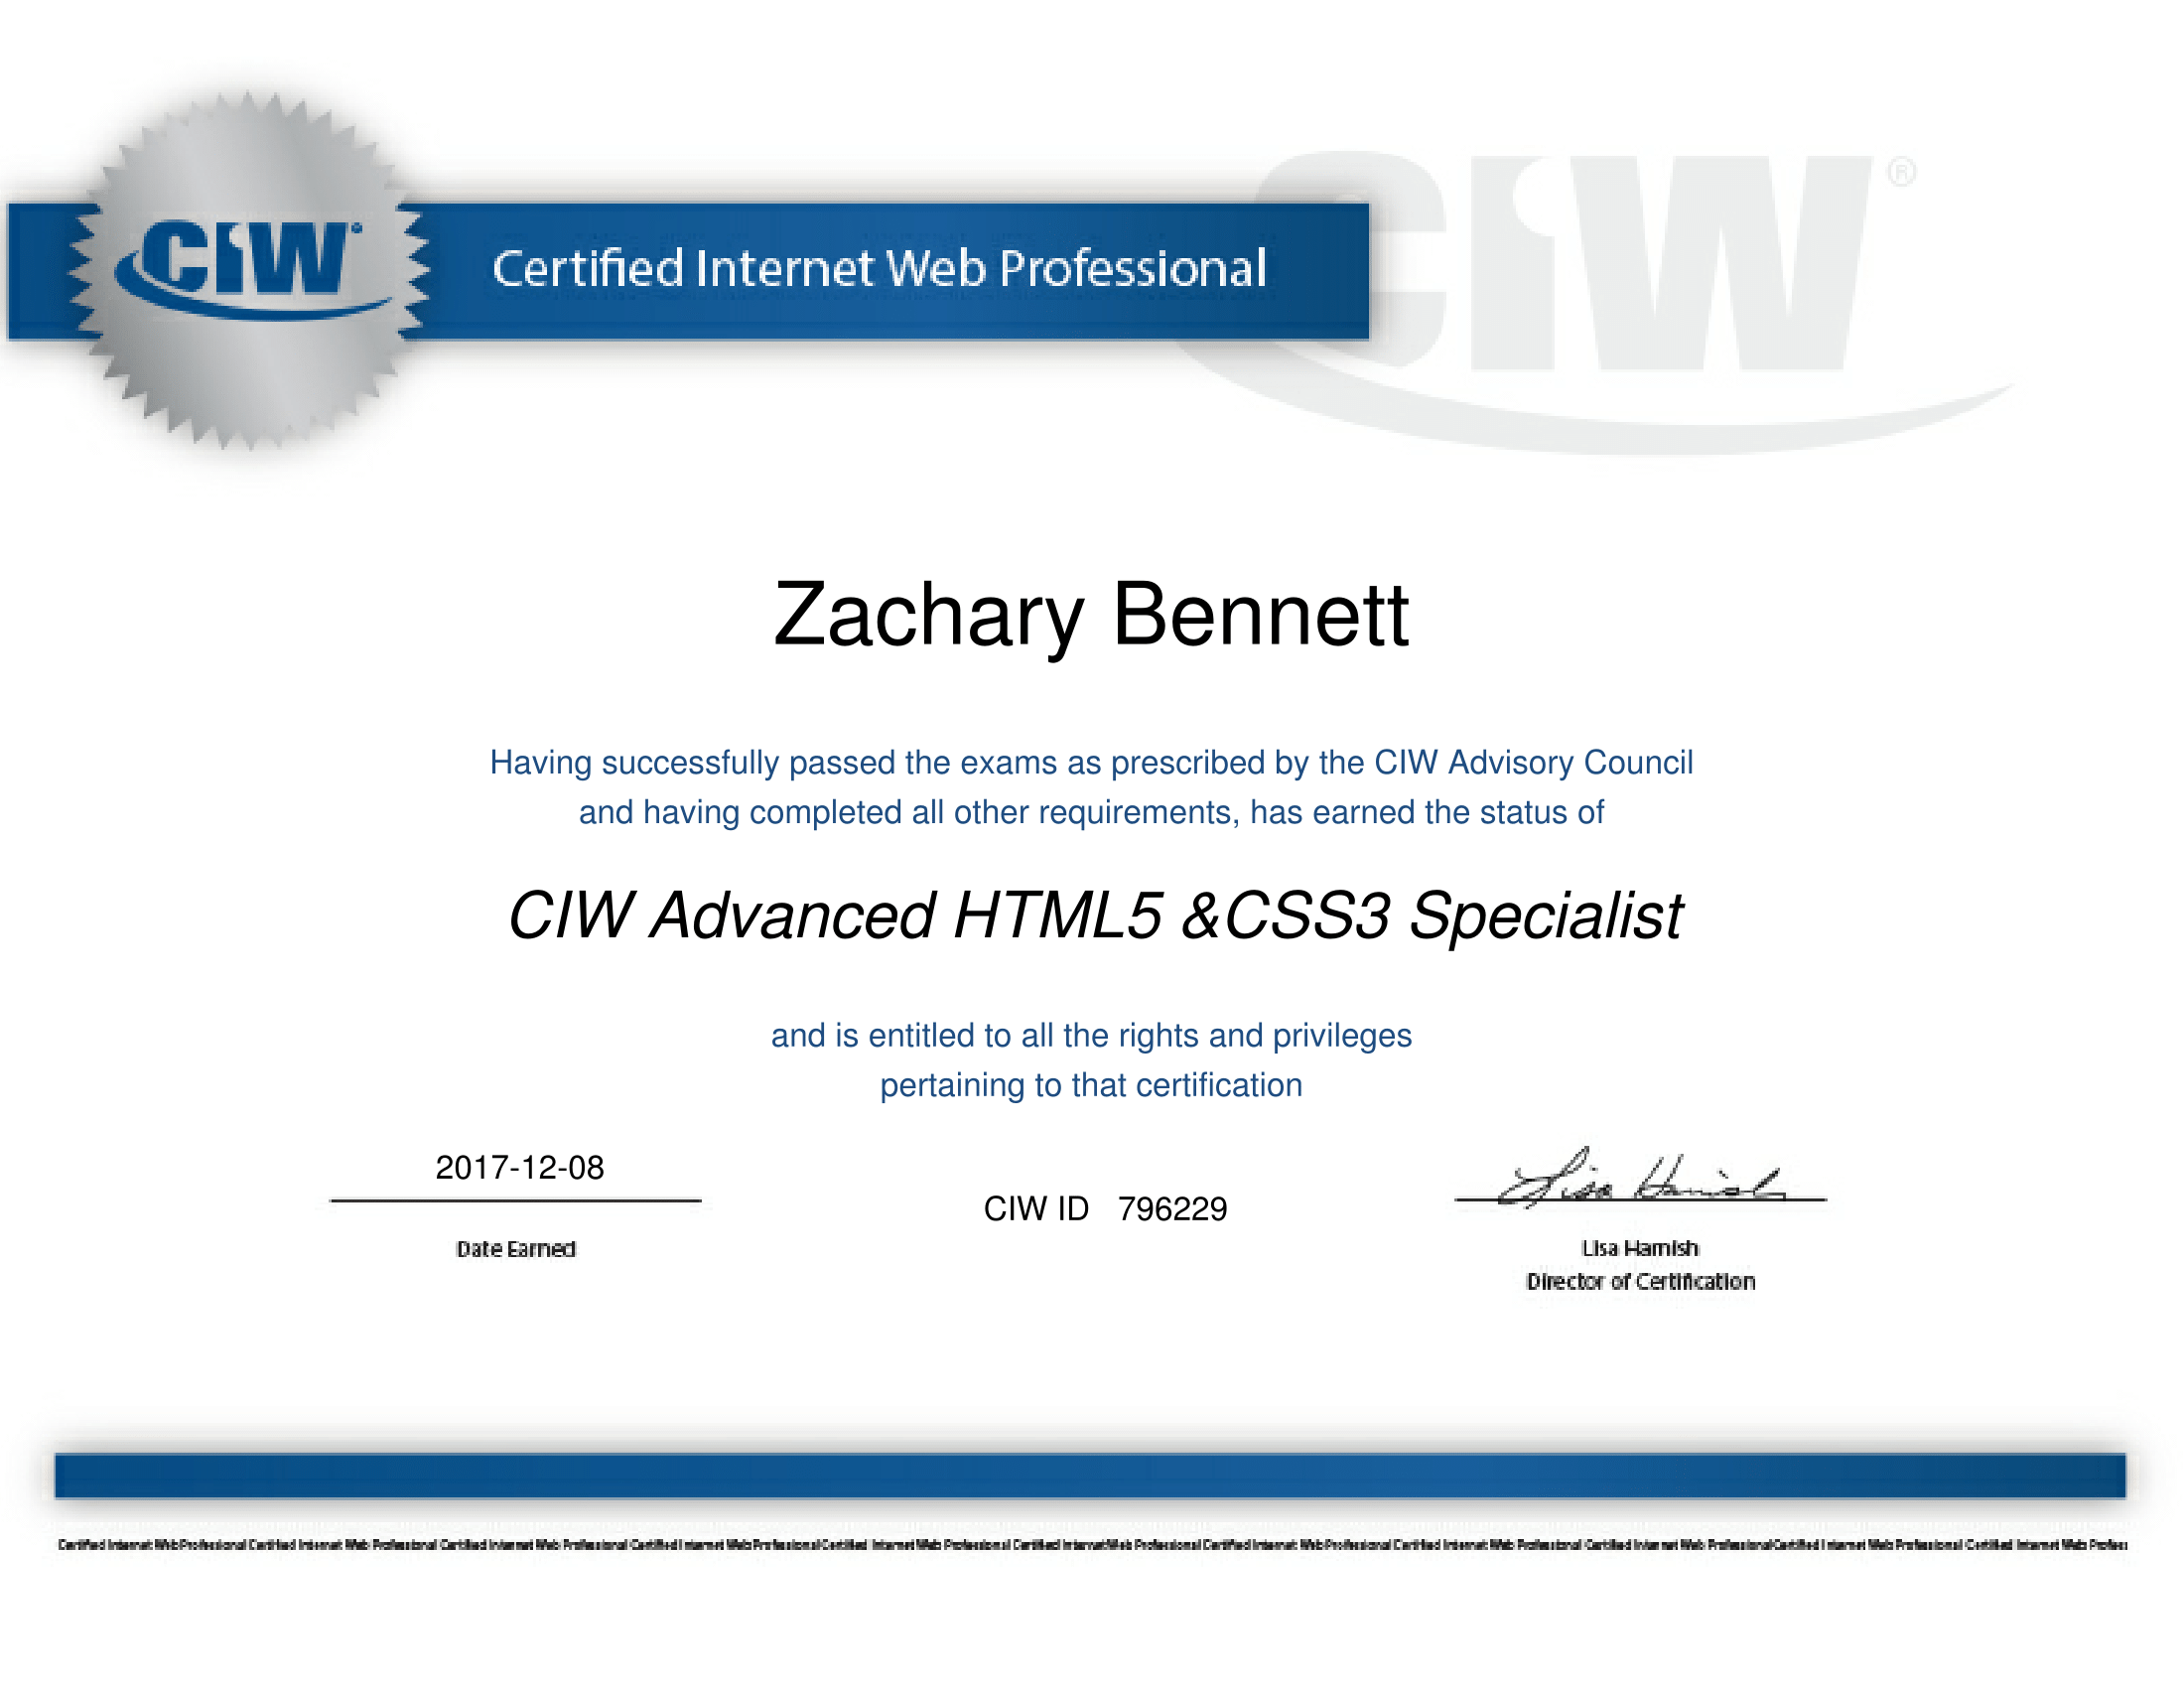 CIW®
CIW
Certified Internet Web Professional
Zachary Bennett
Having successfully passed the exams as prescribed by the CIW Advisory Council
and having completed all other requirements, has earned the status of
CIW Advanced HTML5 &CSS3 Specialist
and is entitled to all the rights and privileges
pertaining to that certification
2017-12-08
CIW ID 796229
Lisa Hamish
Date Earned
Lisa Hamish
Director of Certification
Certified Internet Web Professional Certified Internet Web Professional Certified Internet Web Professional Certified Internet Web Professional Certified Internet Web Professional Certified Internet Web Professional Certified Internet Web Professional Certified Internet Web Professional Certified Internet Web Professional Certified Internet Web Professional Certified Internet Web Profess